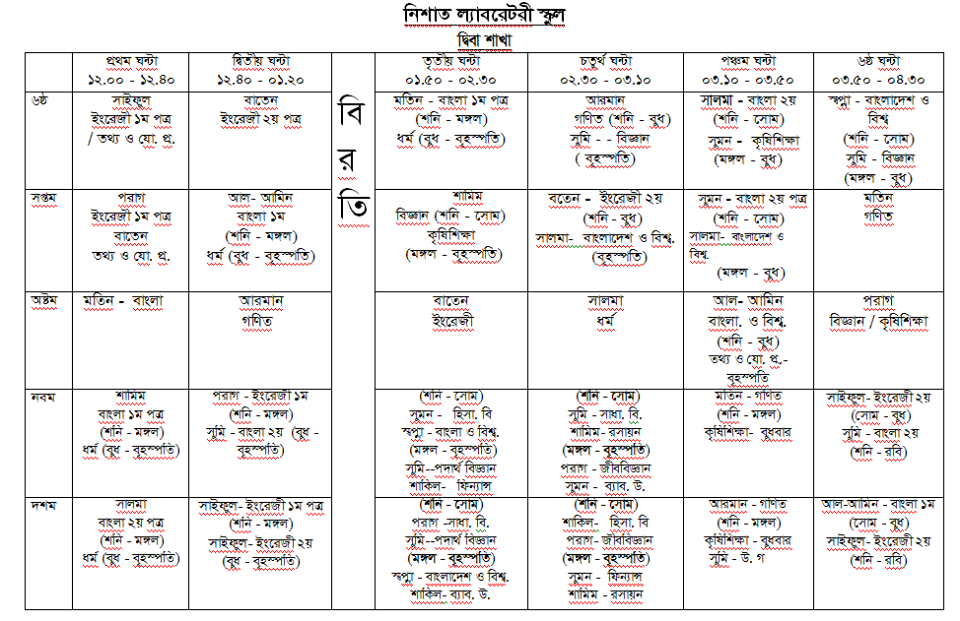 নিশাত ল্যাবরেটরী স্কুল
দ্বিবা শাখা
প্রথম ঘন্টা
১২.০০ - ১২.৪০
দ্বিতীয় ঘন্টা
১২.৪০ - ০১.২০
তৃতীয় ঘন্টা
০১.৫০ - ০২.৩০
চতুর্থ ঘন্টা
০২.৩০ - ০৩.১০
পঞ্চম ঘন্টা
০৩.১০ - ০৩.৫০
৬ষ্ঠ ঘন্টা
০৩.৫০ - ০৪.৩০
৬ষ্ঠ
সাইফুল
ইংরেজী ১ম পত্র
/ তথ্য ও যো. প্র.
বাতেন
ইংরেজী ২য় পত্র
বি
র
তি
মতিন - বাংলা ১ম পত্র
(শনি - মঙ্গল)
ধর্ম (বুধ - বৃহস্পতি)
আরমান
গণিত (শনি - বুধ)
সুমি - - বিজ্ঞান
( বৃহস্পতি)
সালমা - বাংলা ২য়
(শনি - সোম)
সুমন - কৃষিশিক্ষা
(মঙ্গল - বুধ)
স্বপ্না - বাংলাদেশ ও
বিশ্ব
(শনি - সোম)
সুমি - বিজ্ঞান
(মঙ্গল - বুধ)
সপ্তম
পরাগ
ইংরেজী ১ম পত্র
বাতেন
তথ্য ও যো. প্র.
আল- আমিন
বাংলা ১ম
(শনি - মঙ্গল)
ধর্ম (বুধ - বৃহস্পতি)
শামিম
বিজ্ঞান (শনি - সোম)
কৃষিশিক্ষা
(মঙ্গল - বৃহস্পতি)
বতেন - ইংরেজী ২য়
(শনি - বুধ)
সালমা- বাংলাদেশ ও বিশ্ব.
(বৃহস্পতি)
সুমন - বাংলা ২য় পত্র
(শনি - সোম)
সালমা- বাংলাদেশ ও
বিশ্ব.
(মঙ্গল - বুধ)
মতিন
গণিত
অষ্টম
মতিন - বাংলা
আরমান
গণিত
বাতেন
ইংরেজী
সালমা
ধর্ম
আল- আমিন
বাংলা. ও বিশ্ব.
(শনি - বুধ)
তথ্য ও যো. প্র.-
বৃহস্পতি
পরাগ
বিজ্ঞান / কৃষিশিক্ষা
নবম
শামিম
বাংলা ১ম পত্র
(শনি - মঙ্গল)
ধর্ম (বুধ - বৃহস্পতি)
পরাগ - ইংরেজী ১ম
(শনি - মঙ্গল)
সুমি - বাংলা ২য় (বুধ -
বৃহস্পতি)
(শনি - সোম)
সুমন - হিসা. বি
স্বপ্না - বাংলা ও বিশ্ব.
(মঙ্গল - বৃহস্পতি)
সুমি--পদার্থ বিজ্ঞান
শাকিল- ফিন্যান্স
(শনি - সোম)
সুমি - সাধা. বি.
শামিম- রসায়ন
(মঙ্গল - বৃহস্পতি)
পরাগ - জীববিজ্ঞান
সুমন - ব্যাব. উ.
মতিন - গণিত
(শনি - মঙ্গল)
কৃষিশিক্ষা- বুধবার
সাইফুল- ইংরেজী ২য়
(সোম - বুধ)
সুমি - বাংলা ২য়
(শনি - রবি)
দশম
সালমা
বাংলা ২য় পত্র
(শনি - মঙ্গল)
ধর্ম (বুধ - বৃহস্পতি)
সাইফুল- ইংরেজী ১ম পত্র
(শনি - মঙ্গল)
সাইফুল- ইংরেজী ২য়
(বুধ - বৃহস্পতি)
(শনি - সোম)
পরাগ -সাধা. বি.
সুমি--পদার্থ বিজ্ঞান
(মঙ্গল - বৃহস্পতি)
স্বপ্না - বাংলাদেশ ও বিশ্ব.
শাকিল- ব্যাব. উ.
(শনি - সোম)
শাকিল- হিসা. বি
পরাগ- জীববিজ্ঞান
(মঙ্গল - বৃহস্পতি)
সুমন - ফিন্যান্স
শামিম - রসায়ন
আরমান - গণিত
(শনি - মঙ্গল)
কৃষিশিক্ষা - বুধবার
সুমি - উ. গ
আল-আমিন - বাংলা ১ম
(সোম - বুধ)
সাইফুল- ইংরেজী ২য়
(শনি - রবি)